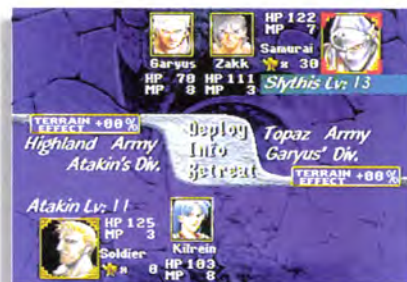 HP 122
MP 7
Garyus Zakk Samurai
x 30
HP 78 HP 111
MP 8 MP 3
Slythis Lv: 13
TERRAIN EFFECT +00%
Highland Army
Atakin's Div.
Deploy
Info
Retreat
Topaz Army
Garyus' Div.
TERRAIN EFFECT +00%
Atakin Lv: 11
HP 125
MP 3
Kilrein
Soldier
x 0
HP 103
MP 8